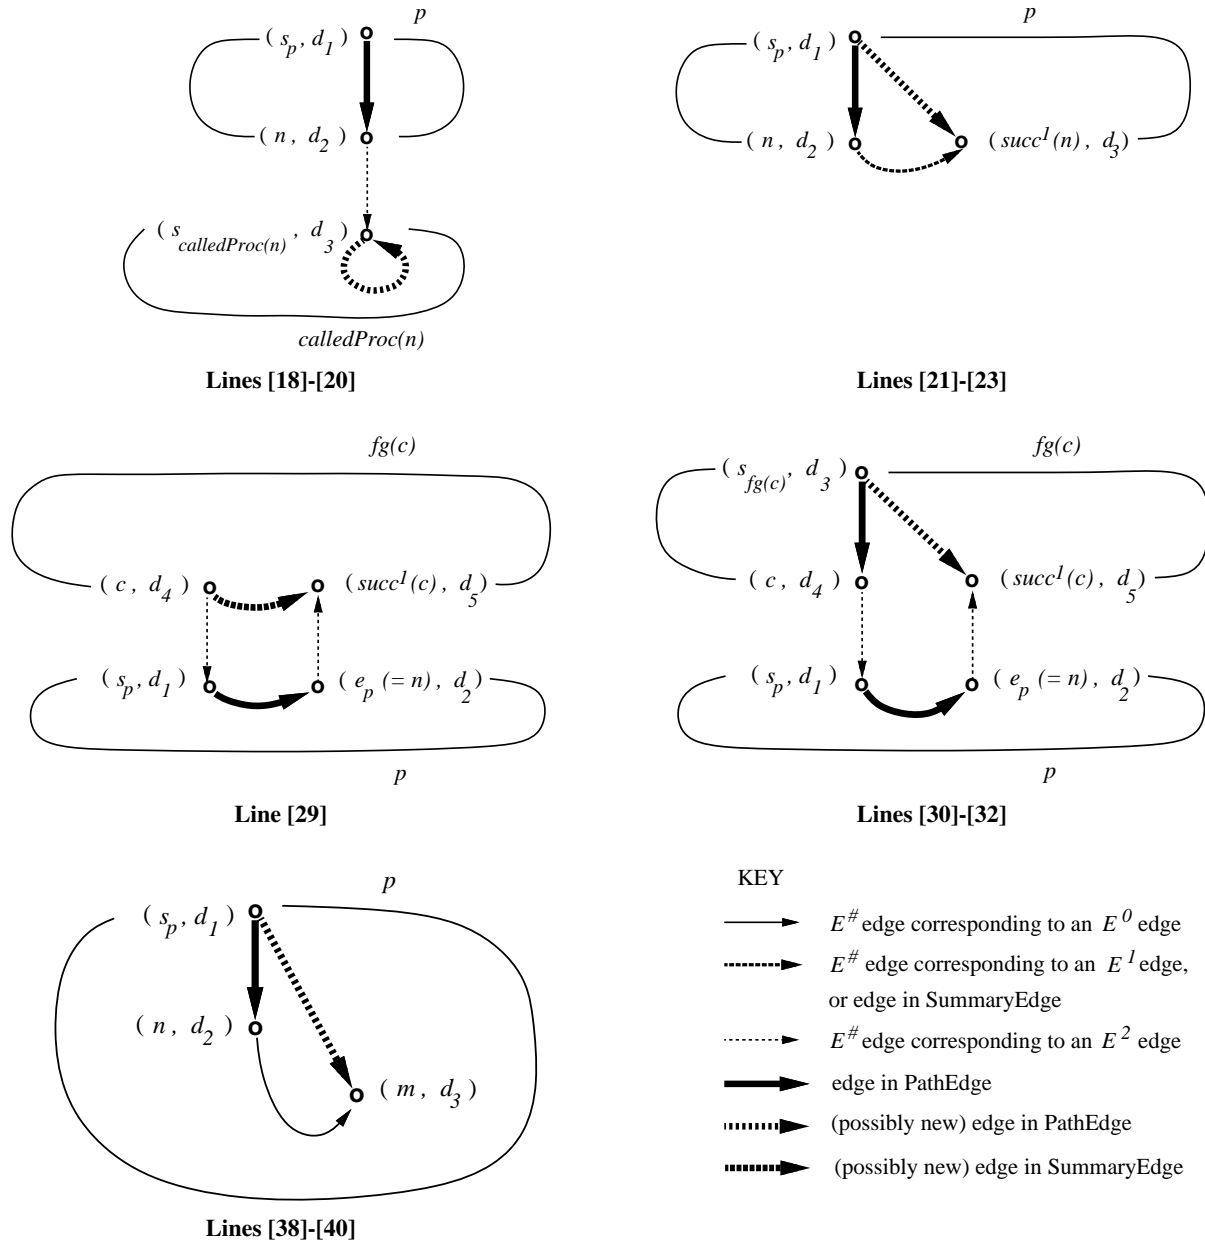 p p
( s_p , d_1 ) ( s_p , d_1 )
( n , d_2 ) ( n , d_2 ) ( succ^1 (n) , d_3 )
( s_calledProc(n) , d_3 )
calledProc(n)
Lines [18]-[20] Lines [21]-[23]
fg(c) fg(c)
( s_fg(c) , d_3 )
( c , d_4 ) ( succ^1 (c) , d_5 ) ( c , d_4 ) ( succ^1 (c) , d_5 )
( s_p , d_1 ) ( e_p (= n) , d_2 ) ( s_p , d_1 ) ( e_p (= n) , d_2 )
p p
Line [29] Lines [30]-[32]
p
( s_p , d_1 )
( n , d_2 )
( m , d_3 )
Lines [38]-[40]
KEY
E^# edge corresponding to an E^0 edge
E^# edge corresponding to an E^1 edge,
or edge in SummaryEdge
E^# edge corresponding to an E^2 edge
edge in PathEdge
(possibly new) edge in PathEdge
(possibly new) edge in SummaryEdge